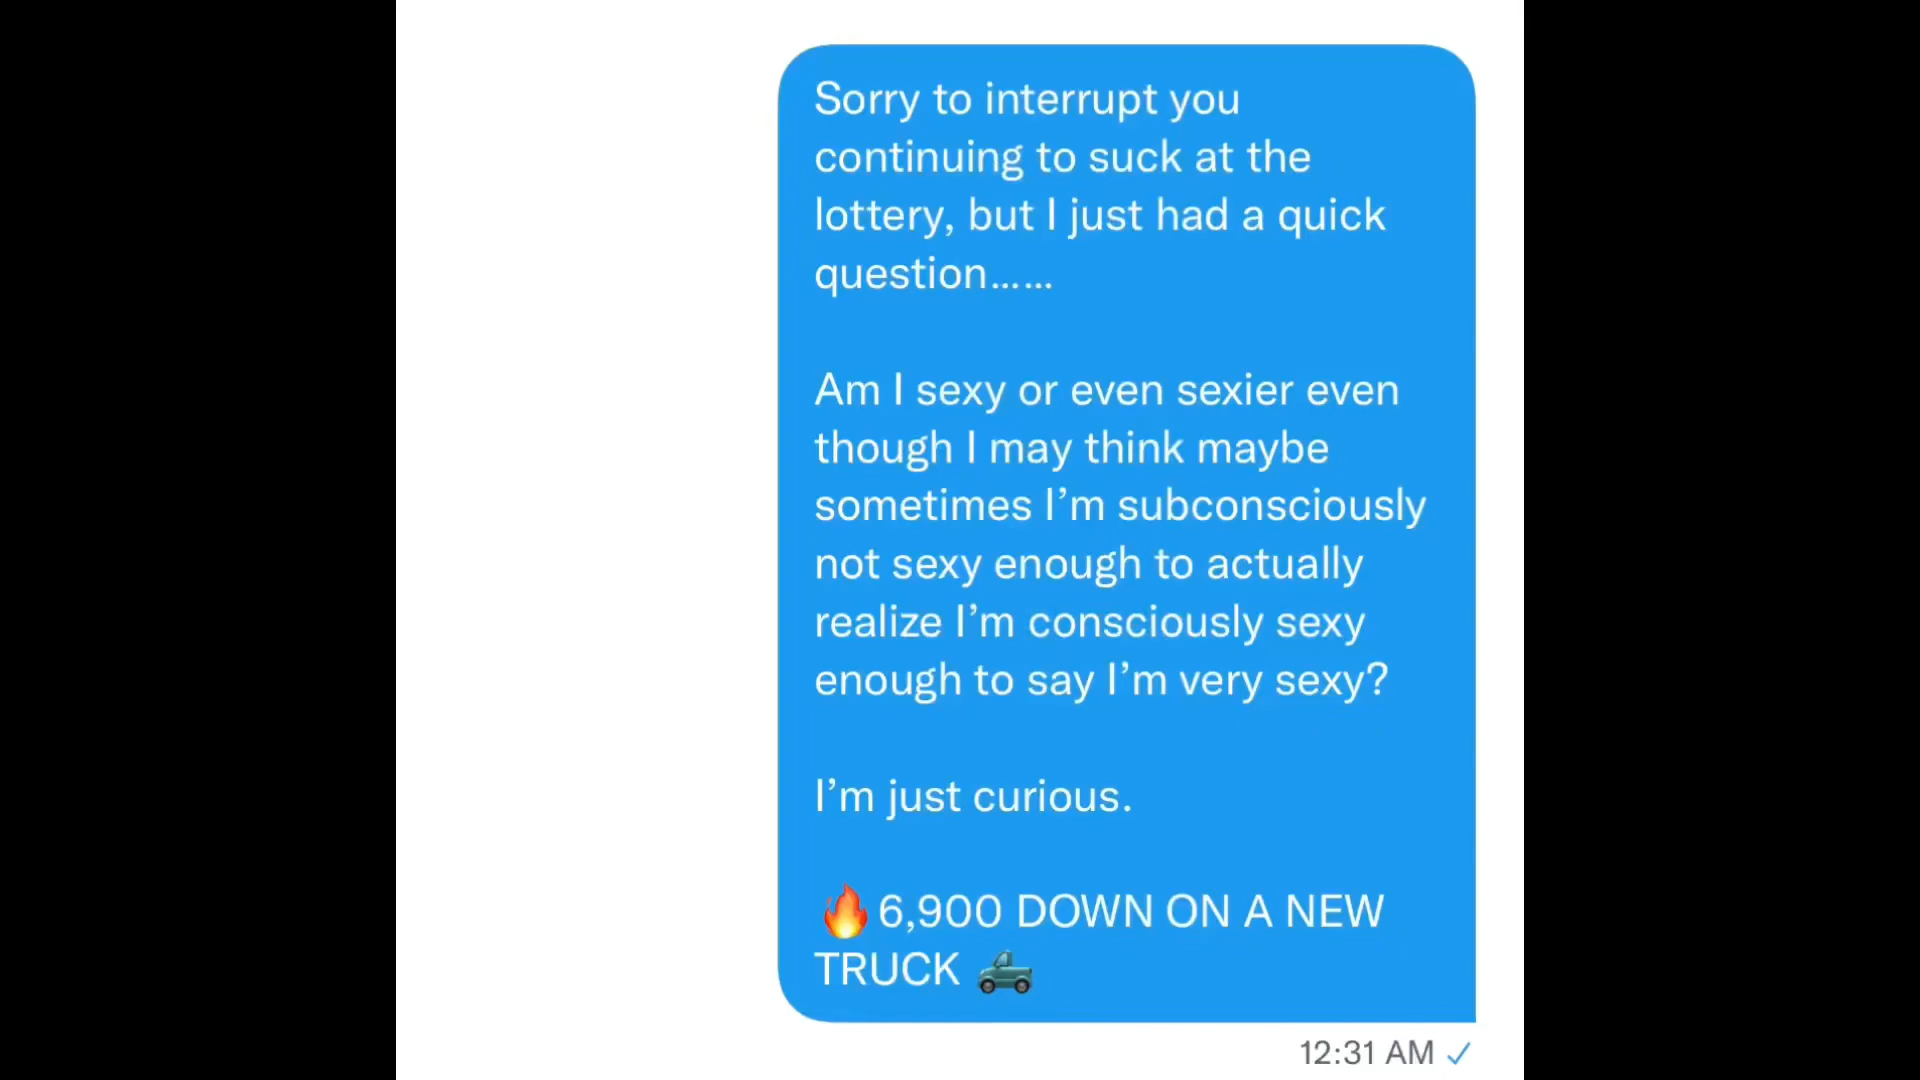 Sorry to interrupt you
continuing to suck at the
lottery, but I just had a quick
question......
Am I sexy or even sexier even
though I may think maybe
sometimes I’m subconsciously
not sexy enough to actually
realize I’m consciously sexy
enough to say I’m very sexy?
I’m just curious.
🔥6,900 DOWN ON A NEW
TRUCK 🛻
12:31 AM ✓